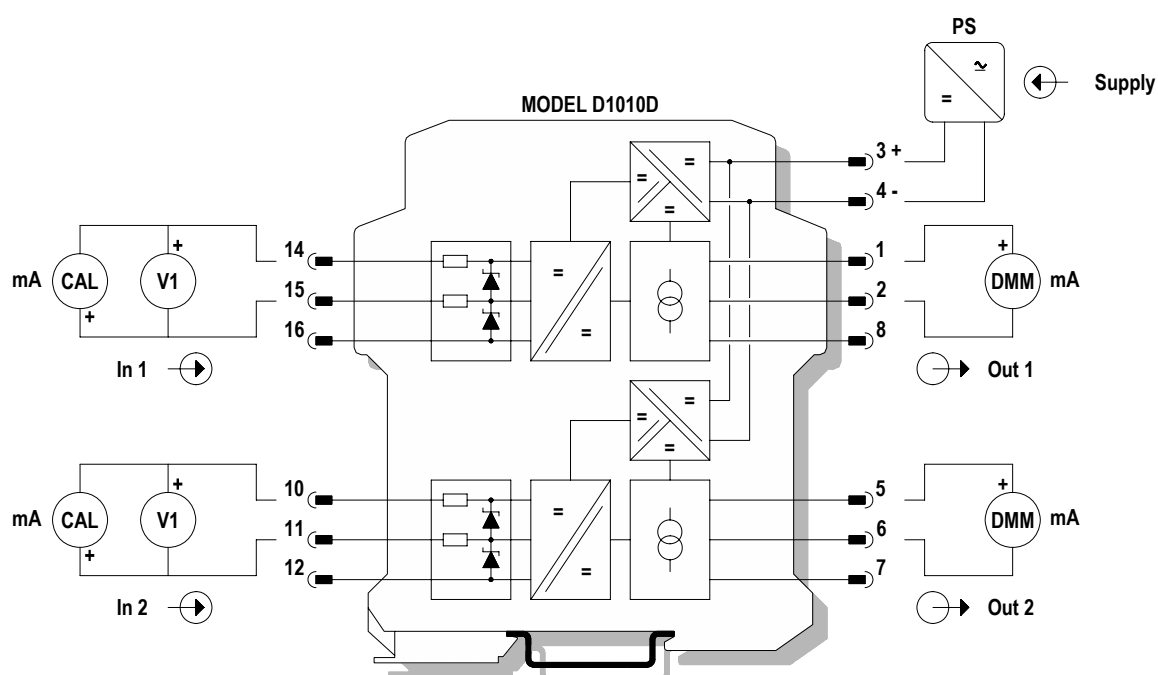 PS
Supply
=
MODEL D1010D
3 +
4 -
= = =
14
15
16
mA CAL + V1 +
In 1
= =
1
2
8
+ DMM mA
Out 1
= = =
10
11
12
mA CAL + V1 +
In 2
= =
5
6
7
+ DMM mA
Out 2